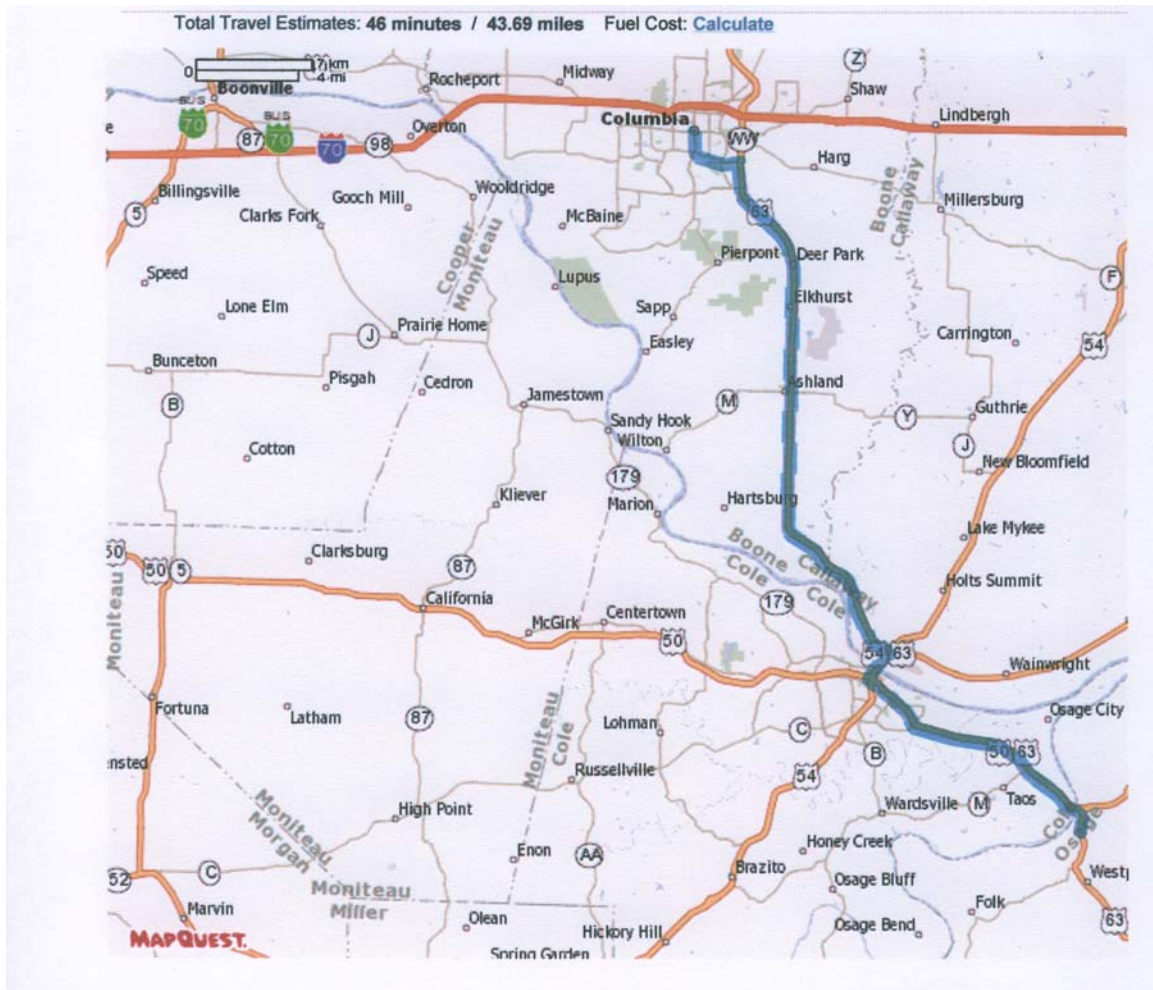 Total Travel Estimates: 46 minutes / 43.69 miles Fuel Cost: Calculate
0
4 mi
Boonville
Rocheport
Midway
Z
Shaw
Columbia
Lindbergh
BUS
70
87
BUS
70
70
98
Overton
WW
Harg
Billingsville
Gooch Mill
Wooldridge
Boone
Callaway
Millersburg
5
Clarks Fork
McBaine
63
Cooper
Moniteau
Pierpont
Deer Park
Speed
Lupus
F
Lone Elm
Elkhurst
Sapp
J
Prairie Home
Easley
Carrington
54
Bunceton
Pisgah
Cedron
Ashland
B
Jamestown
M
Y
Guthrie
Sandy Hook
Wilton
J
Cotton
179
New Bloomfield
Kliever
Marion
Hartsburg
Lake Mykee
50
Clarksburg
Boone
Callaway
Cole
Cole
50
5
87
Holts Summit
California
179
Moniteau
McGirk
Centertown
50
54
63
Wainwright
Fortuna
Latham
87
Lohman
C
Osage City
Moniteau
Cole
B
50
63
nsted
Russellville
54
Taos
Moniteau
Morgan
High Point
Wardsville
M
Cole
Osage
Enon
AA
Honey Creek
52
C
Brazito
Osage Bluff
Westp
Moniteau
Miller
Folk
Marvin
Olean
Hickory Hill
Osage Bend
63
MAPQUEST.
Spring Garden